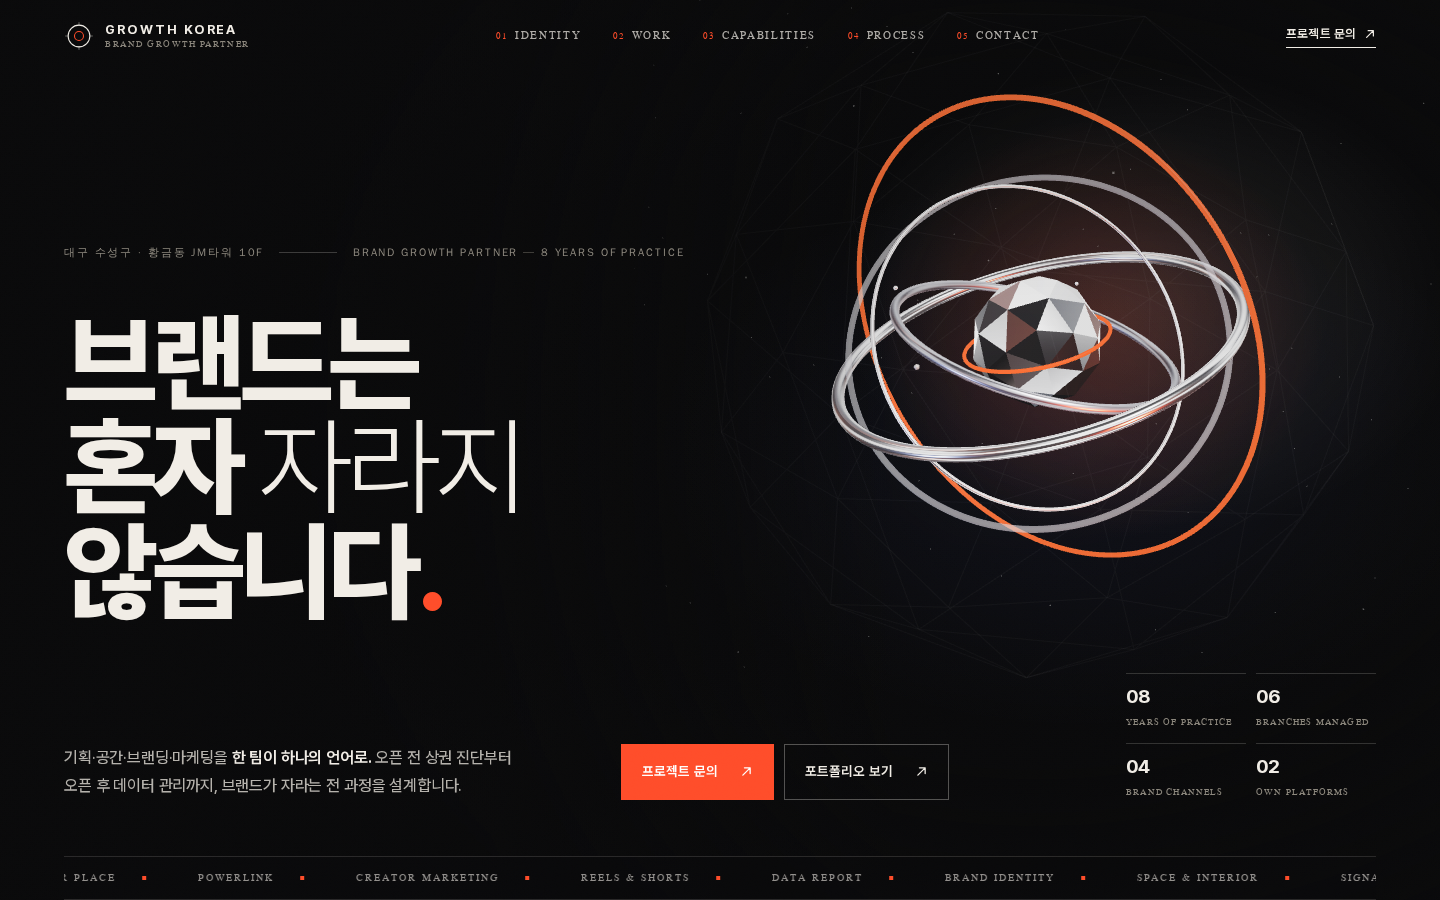 GROWTH KOREA
BRAND GROWTH PARTNER
01 IDENTITY
02 WORK
03 CAPABILITIES
04 PROCESS
05 CONTACT
프로젝트 문의
대구 수성구 · 황금동 JM타워 10F
BRAND GROWTH PARTNER — 8 YEARS OF PRACTICE
브랜드는
혼자 자라지
않습니다.
기획·공간·브랜딩·마케팅을 한 팀이 하나의 언어로. 오픈 전 상권 진단부터
오픈 후 데이터 관리까지, 브랜드가 자라는 전 과정을 설계합니다.
프로젝트 문의
포트폴리오 보기
08
YEARS OF PRACTICE
06
BRANCHES MANAGED
04
BRAND CHANNELS
02
OWN PLATFORMS
PLACE ▪ POWERLINK ▪ CREATOR MARKETING ▪ REELS & SHORTS ▪ DATA REPORT ▪ BRAND IDENTITY ▪ SPACE & INTERIOR ▪